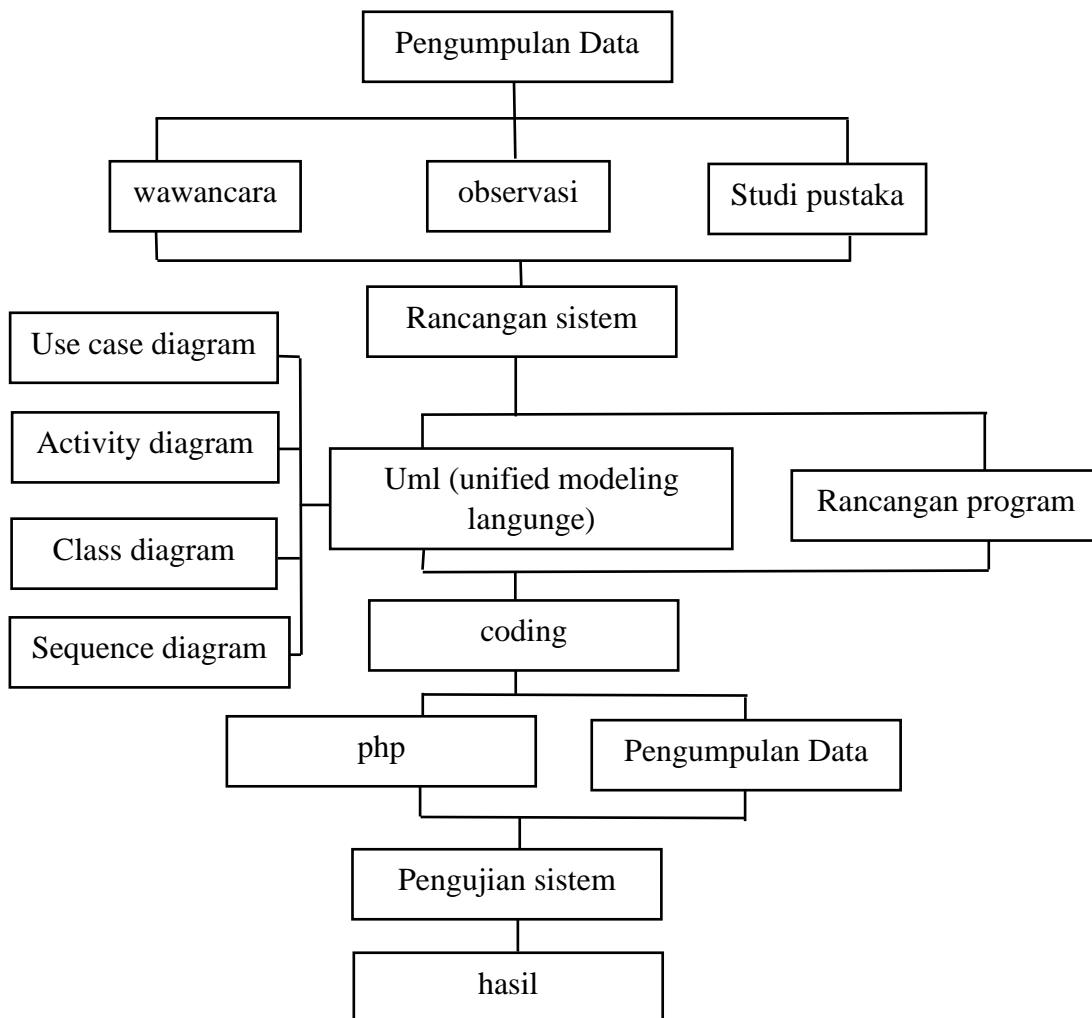 Pengumpulan Data
wawancara
observasi
Studi pustaka
Rancangan sistem
Use case diagram
Activity diagram
Class diagram
Sequence diagram
Uml (unified modeling
langunge)
Rancangan program
coding
php
Pengumpulan Data
Pengujian sistem
hasil